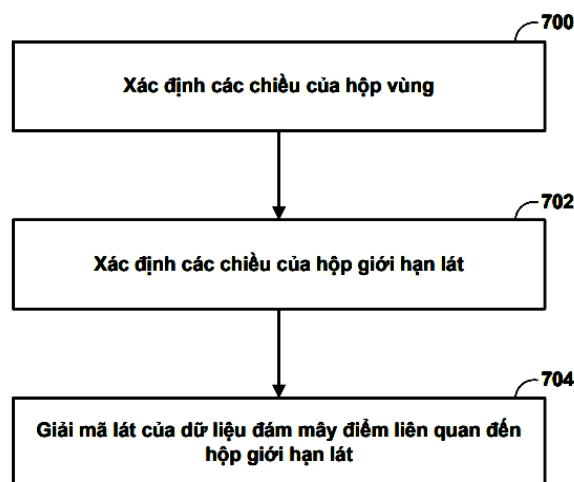 700
Xác định các chiều của hộp vùng
702
Xác định các chiều của hộp giới hạn lát
704
Giải mã lát của dữ liệu đám mây điểm liên quan đến
hộp giới hạn lát